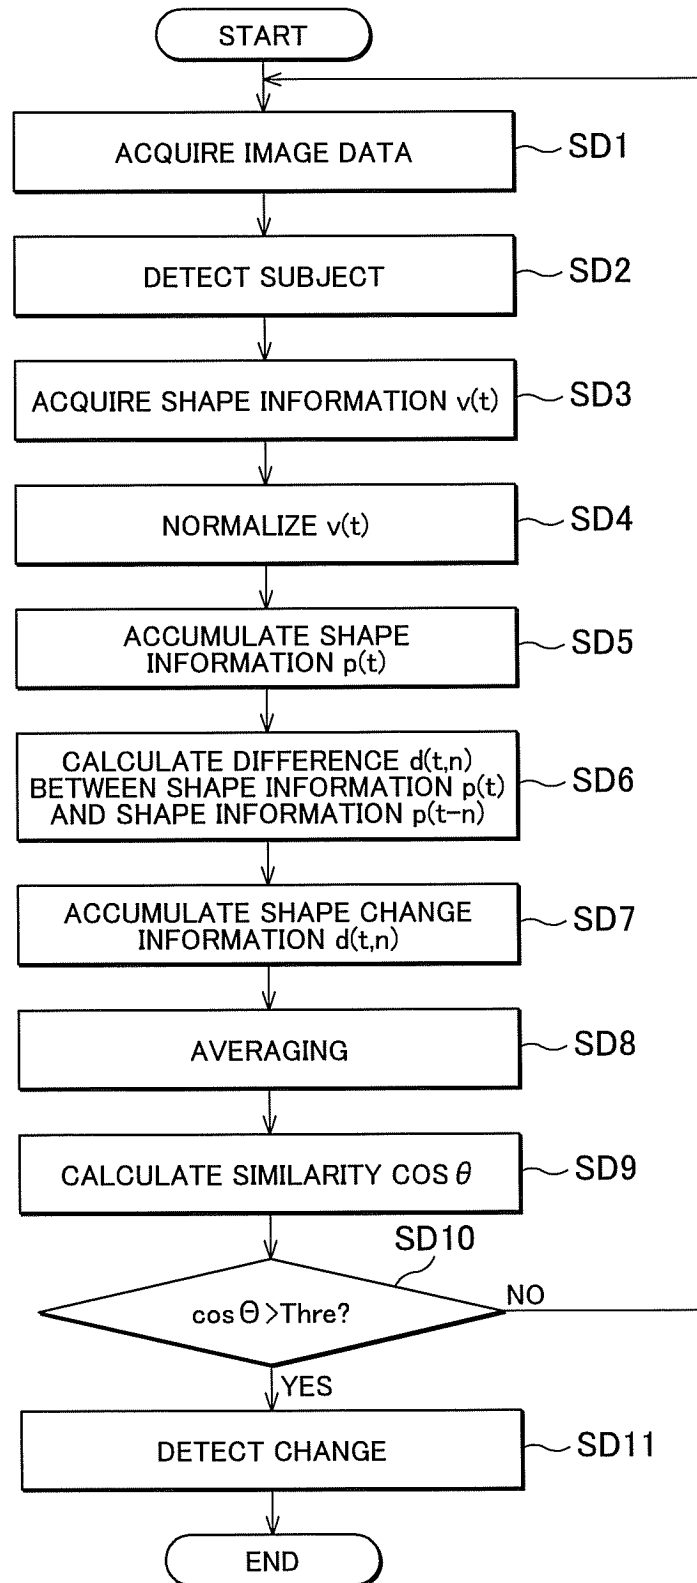 START
ACQUIRE IMAGE DATA
SD1
DETECT SUBJECT
SD2
ACQUIRE SHAPE INFORMATION v(t)
SD3
NORMALIZE v(t)
SD4
ACCUMULATE SHAPE
INFORMATION p(t)
SD5
CALCULATE DIFFERENCE d(t,n)
BETWEEN SHAPE INFORMATION p(t)
AND SHAPE INFORMATION p(t-n)
SD6
ACCUMULATE SHAPE CHANGE
INFORMATION d(t,n)
SD7
AVERAGING
SD8
CALCULATE SIMILARITY COS θ
SD9
SD10
cos θ >Thre?
NO
YES
DETECT CHANGE
SD11
END